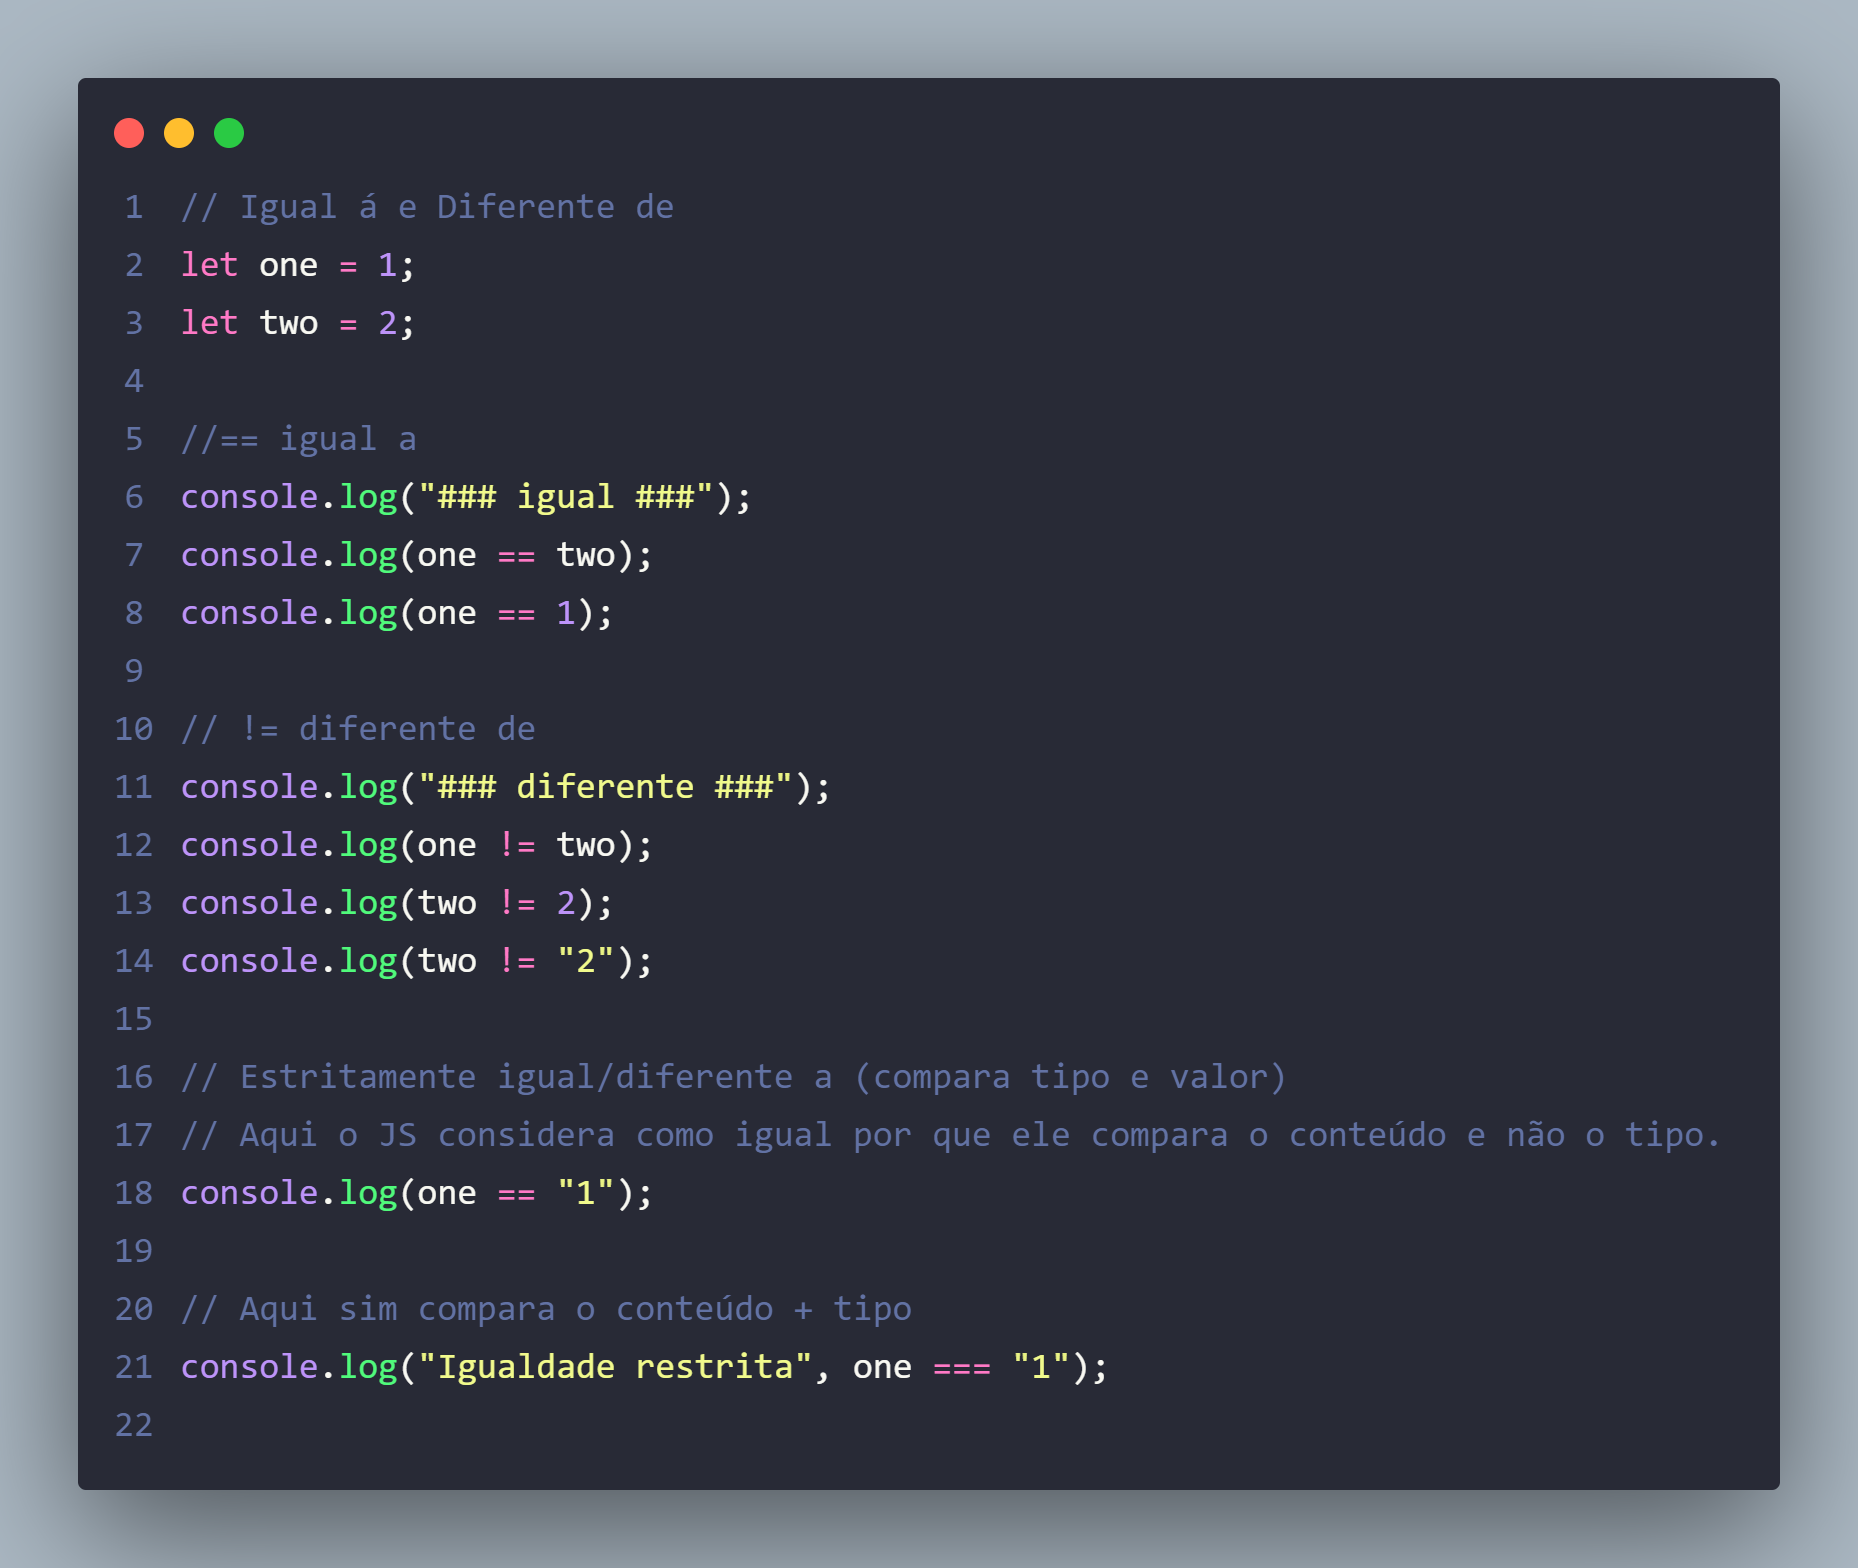 1 // Igual á e Diferente de
2 let one = 1;
3 let two = 2;
4
5 //== igual a
6 console.log("### igual ###");
7 console.log(one == two);
8 console.log(one == 1);
9
10 // != diferente de
11 console.log("### diferente ###");
12 console.log(one != two);
13 console.log(two != 2);
14 console.log(two != "2");
15
16 // Estritamente igual/diferente a (compara tipo e valor)
17 // Aqui o JS considera como igual por que ele compara o conteúdo e não o tipo.
18 console.log(one == "1");
19
20 // Aqui sim compara o conteúdo + tipo
21 console.log("Igualdade restrita", one === "1");
22